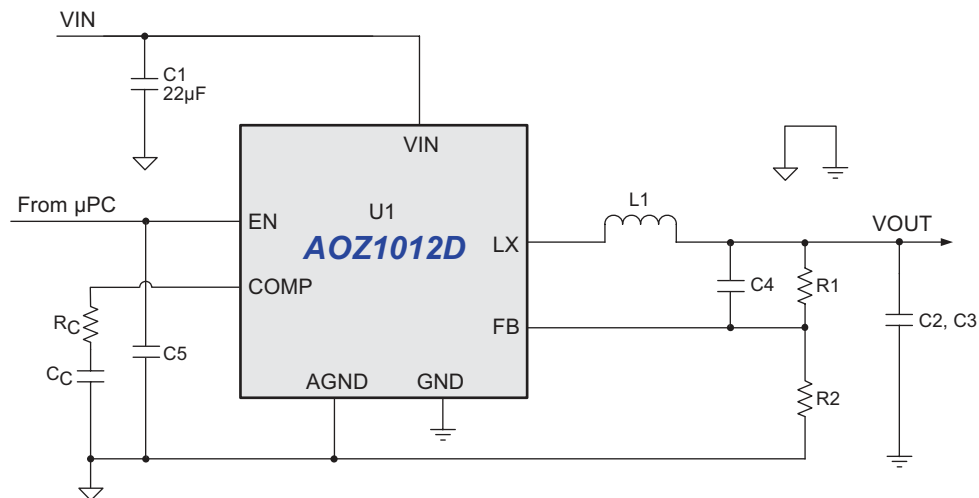 VIN
C1
22µF
VIN
From µPC
EN
U1
AOZ1012D
L1
VOUT
LX
COMP
C4
R1
RC
FB
C2, C3
C5
CC
AGND
GND
R2